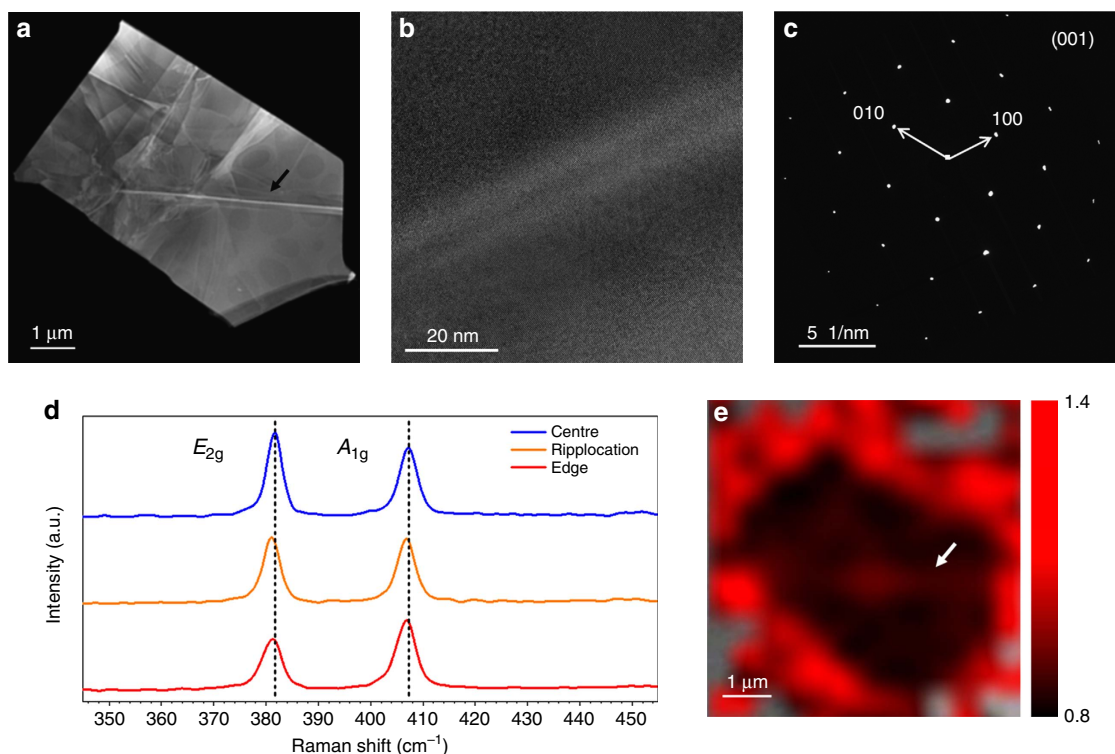 a
1 μm
b
20 nm
c
(001)
010
100
5 1/nm
d
E2g
A1g
Centre
Ripplocation
Edge
Intensity (a.u.)
350 360 370 380 390 400 410 420 430 440 450
Raman shift (cm⁻¹)
e
1 μm
1.4
0.8